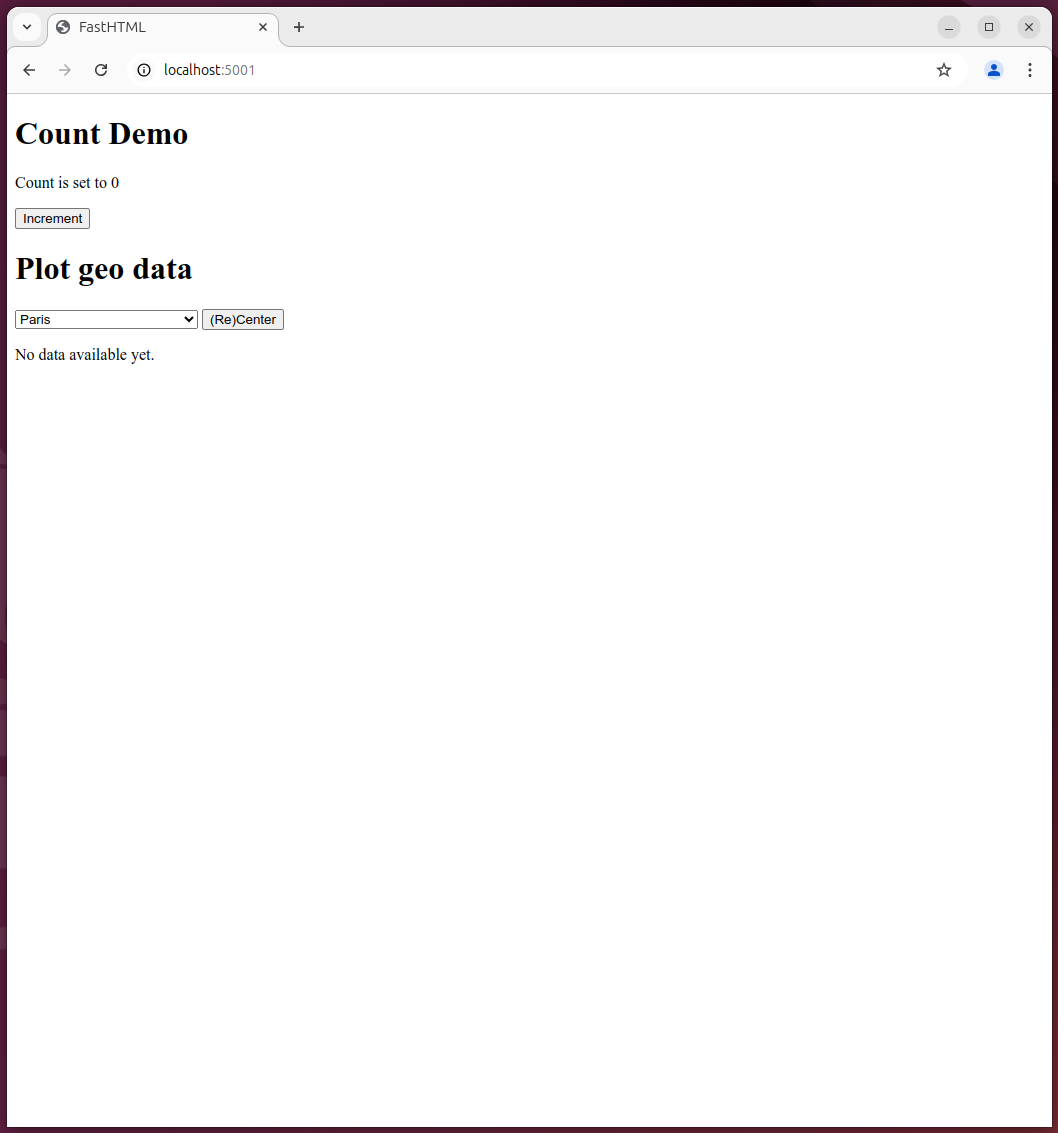 FastHTML
localhost:5001
Count Demo
Count is set to 0
Increment
Plot geo data
Paris (Re)Center
No data available yet.